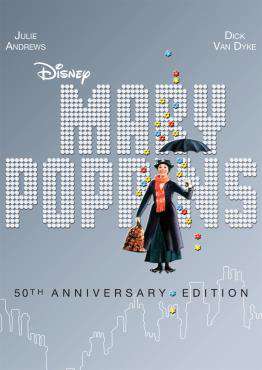 JULIE
ANDREWS
DICK
VAN DYKE
Disney
MARY
POPPINS
50TH ANNIVERSARY EDITION